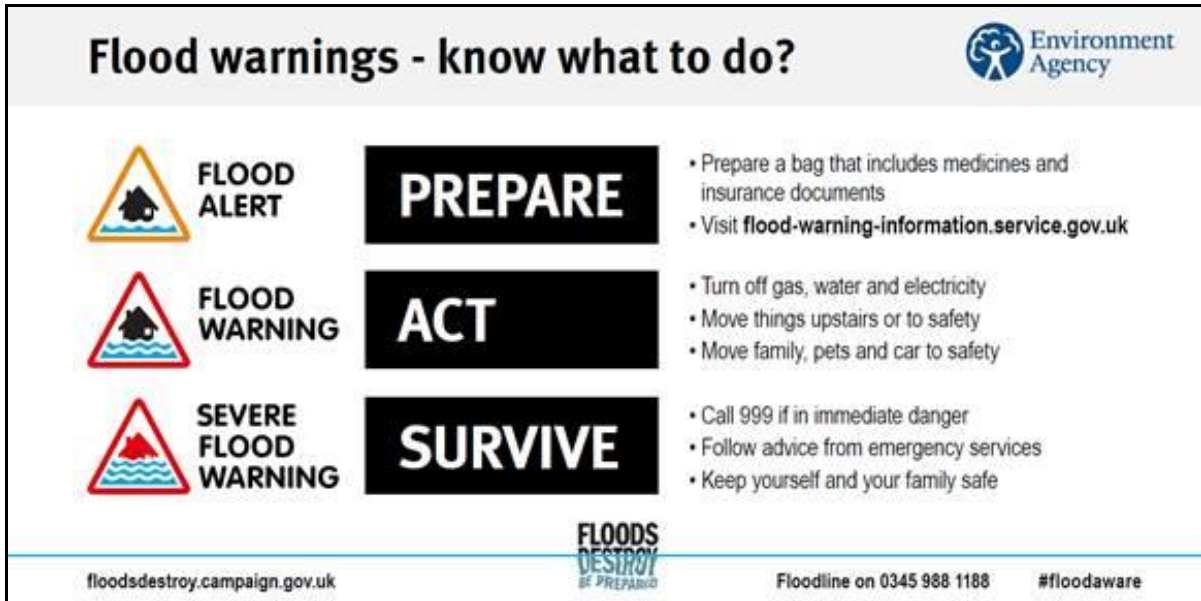 Flood warnings - know what to do?
Environment
Agency
FLOOD
ALERT
PREPARE
• Prepare a bag that includes medicines and
insurance documents
• Visit flood-warning-information.service.gov.uk
FLOOD
WARNING
ACT
• Turn off gas, water and electricity
• Move things upstairs or to safety
• Move family, pets and car to safety
SEVERE
FLOOD
WARNING
SURVIVE
• Call 999 if in immediate danger
• Follow advice from emergency services
• Keep yourself and your family safe
floodsdestroy.campaign.gov.uk
FLOODS
DESTROY
BE PREPARED
Floodline on 0345 988 1188
#floodaware